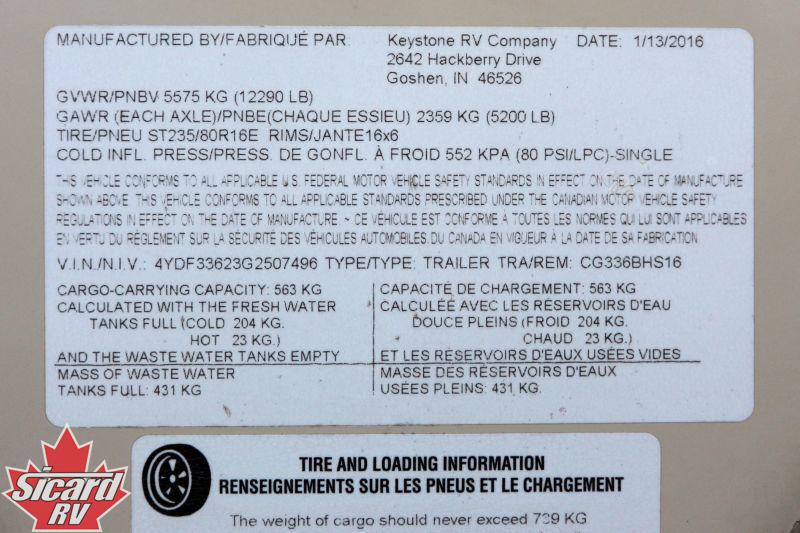 MANUFACTURED BY/FABRIQUÉ PAR: Keystone RV Company DATE: 1/13/2016
2642 Hackberry Drive
Goshen, IN 46526
GVWR/PNBV 5575 KG (12290 LB)
GAWR (EACH AXLE)/PNBE(CHAQUE ESSIEU) 2359 KG (5200 LB)
TIRE/PNEU ST235/80R16E RIMS/JANTE16x6
COLD INFL. PRESS/PRESS. DE GONFL. À FROID 552 KPA (80 PSI/LPC)-SINGLE
THIS VEHICLE CONFORMS TO ALL APPLICABLE U.S. FEDERAL MOTOR VEHICLE SAFETY STANDARDS IN EFFECT ON THE DATE OF MANUFACTURE
SHOWN ABOVE. THIS VEHICLE CONFORMS TO ALL APPLICABLE STANDARDS PRESCRIBED UNDER THE CANADIAN MOTOR VEHICLE SAFETY
REGULATIONS IN EFFECT ON THE DATE OF MANUFACTURE ~ CE VÉHICULE EST CONFORME A TOUTES LES NORMES QUI LUI SONT APPLICABLES
EN VERTU DU RÉGLEMENT SUR LA SÉCURITÉ DES VÉHICULES AUTOMOBILES DU CANADA EN VIGUEUR À LA DATE DE SA FABRICATION
V.I.N./N.I.V.: 4YDF33623G2507496 TYPE/TYPE: TRAILER TRA/REM: CG336BHS16
CARGO-CARRYING CAPACITY: 563 KG
CALCULATED WITH THE FRESH WATER
TANKS FULL (COLD 204 KG.
HOT 23 KG.)
AND THE WASTE WATER TANKS EMPTY
MASS OF WASTE WATER
TANKS FULL: 431 KG
CAPACITÉ DE CHARGEMENT: 563 KG
CALCULÉE AVEC LES RÉSERVOIRS D'EAU
DOUCE PLEINS (FROID 204 KG.
CHAUD 23 KG.)
ET LES RÉSERVOIRS D'EAUX USÉES VIDES
MASSE DES RÉSERVOIRS D'EAUX
USÉES PLEINS: 431 KG.
TIRE AND LOADING INFORMATION
RENSEIGNEMENTS SUR LES PNEUS ET LE CHARGEMENT
The weight of cargo should never exceed 739 KG
Sicard
RV